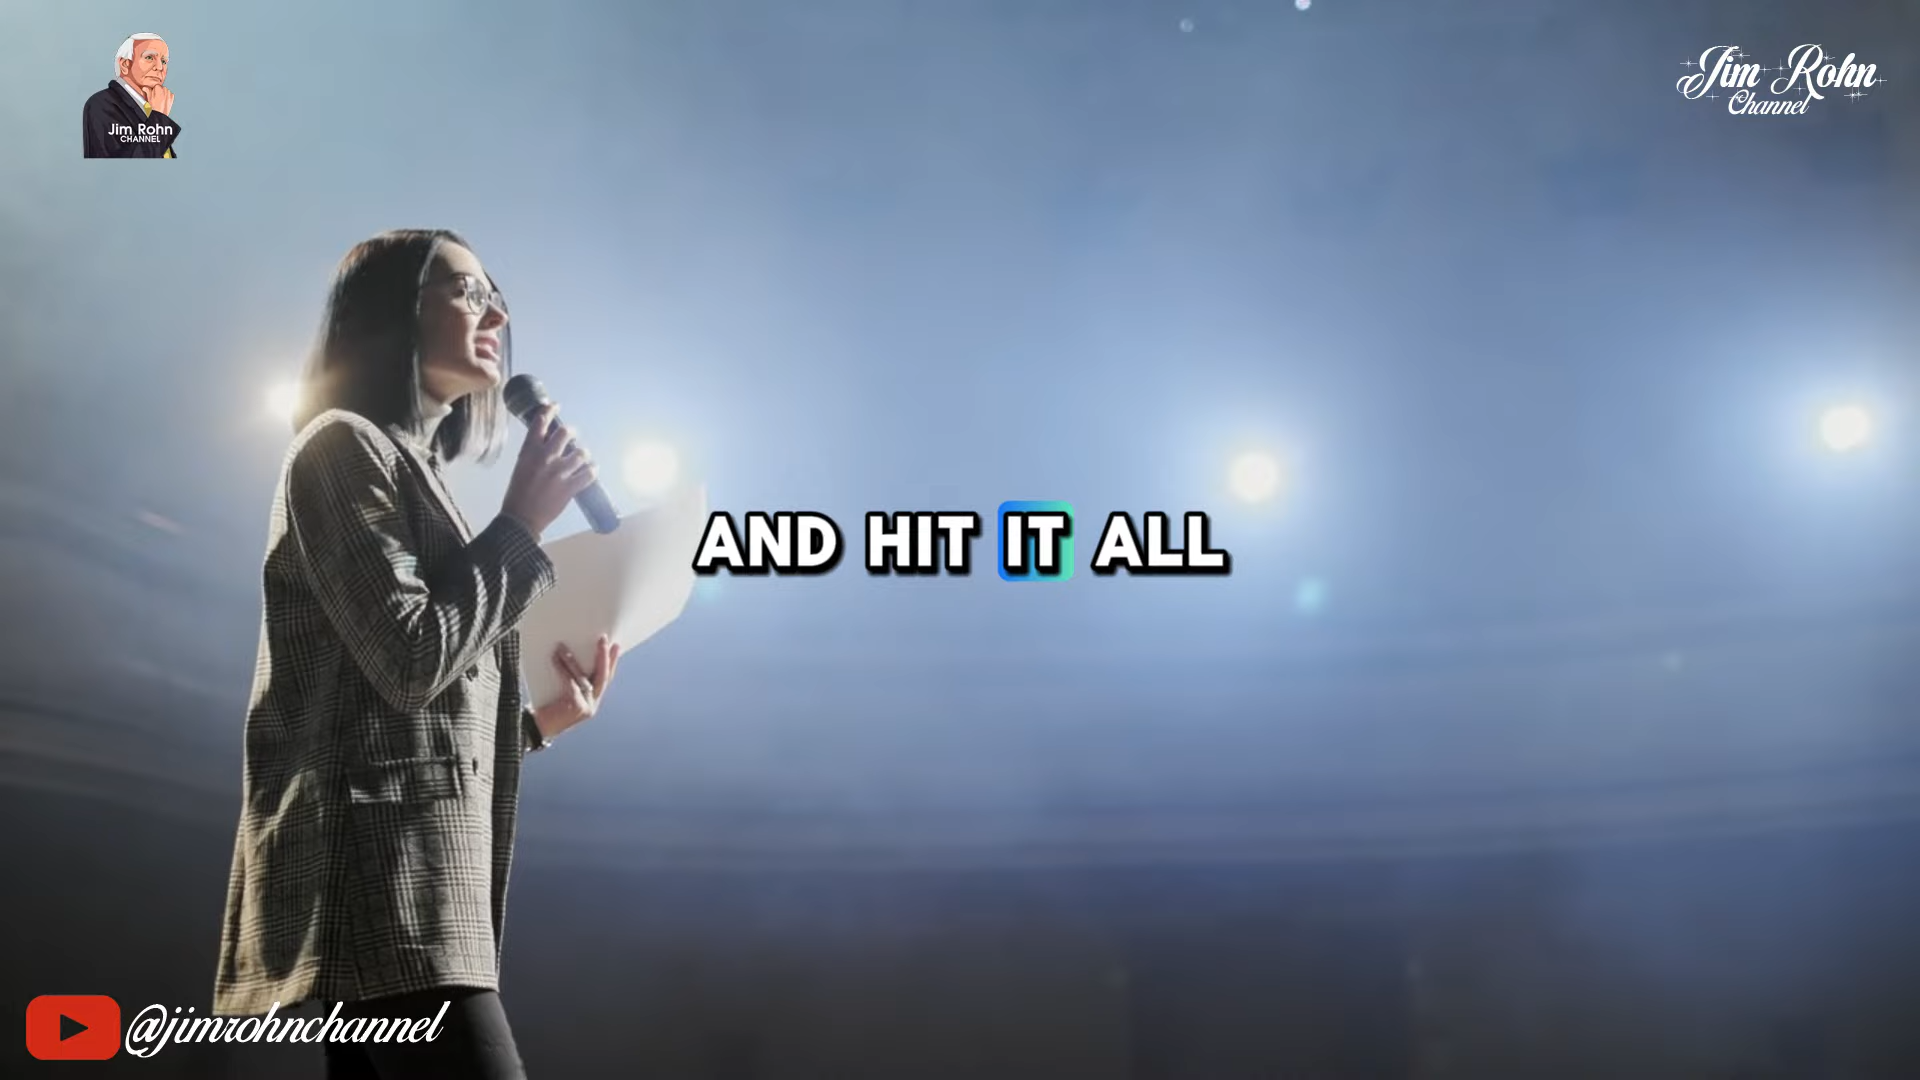 Jim Rohn
CHANNEL
Jim Rohn
Channel
AND HIT IT ALL
@jimrohnchannel